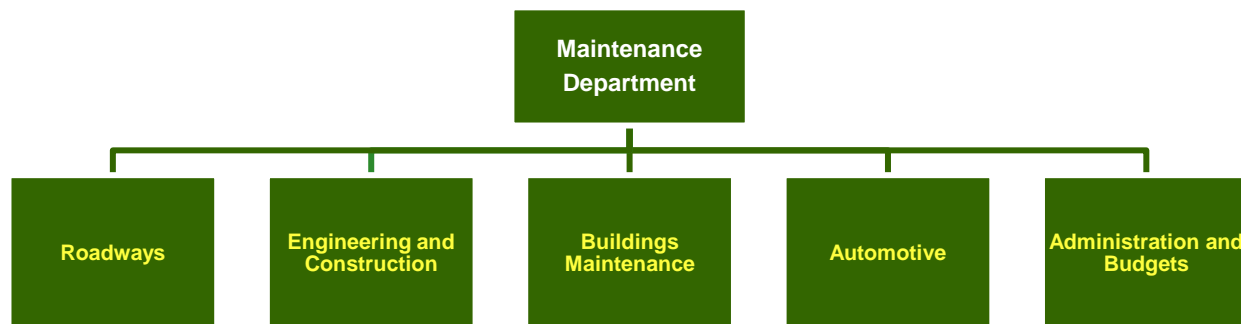 Maintenance
Department
Roadways
Engineering and
Construction
Buildings
Maintenance
Automotive
Administration and
Budgets